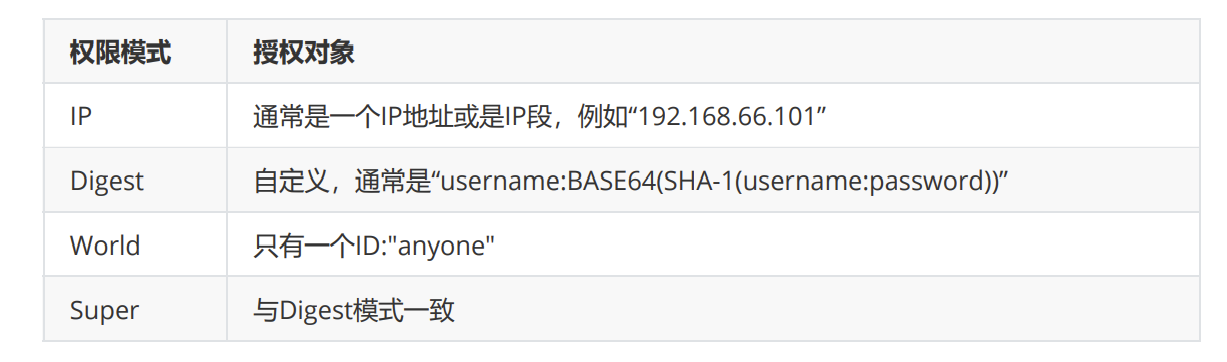 权限模式 授权对象
IP 通常是一个IP地址或是IP段，例如“192.168.66.101”
Digest 自定义，通常是“username:BASE64(SHA-1(username:password))”
World 只有一个ID:"anyone"
Super 与Digest模式一致